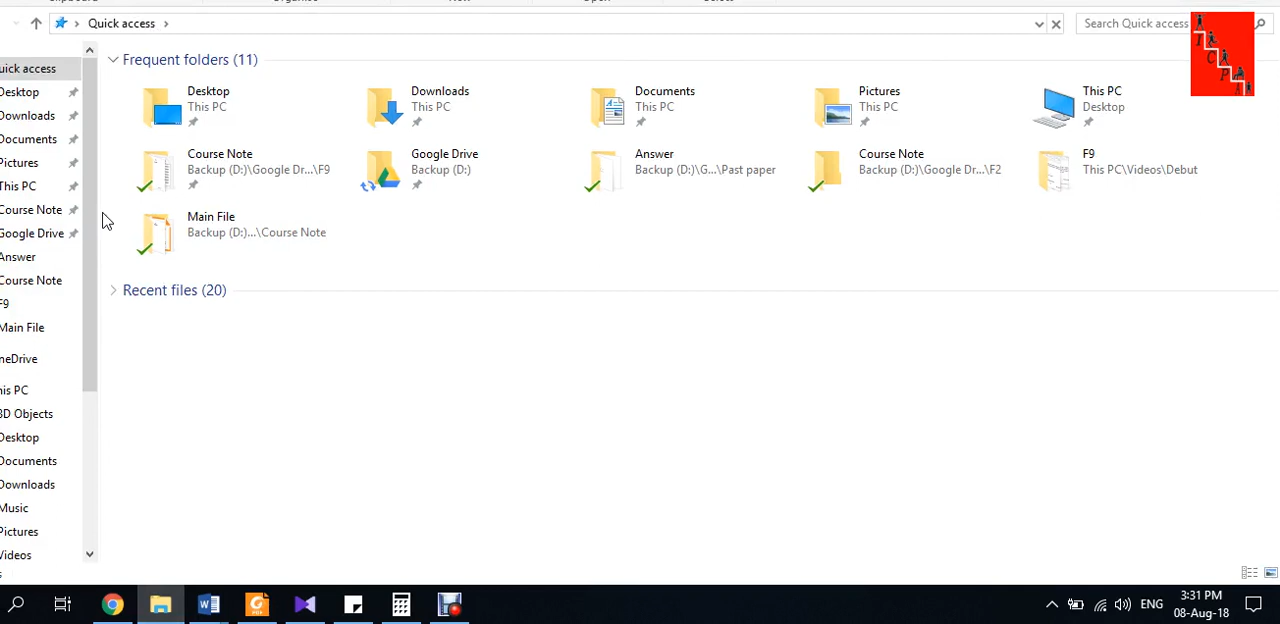 Quick access
Search Quick access
I
C
P
A
uick access
Desktop
Downloads
Documents
Pictures
This PC
Course Note
Google Drive
Answer
Course Note
F9
Main File
neDrive
his PC
3D Objects
Desktop
Documents
Downloads
Music
Pictures
Videos
Frequent folders (11)
Desktop
This PC
Downloads
This PC
Documents
This PC
Pictures
This PC
This PC
Desktop
Course Note
Backup (D:)\Google Dr...\F9
Google Drive
Backup (D:)
Answer
Backup (D:)\G...\Past paper
Course Note
Backup (D:)\Google Dr...\F2
F9
This PC\Videos\Debut
Main File
Backup (D:)...\Course Note
Recent files (20)
ENG
3:31 PM
08-Aug-18